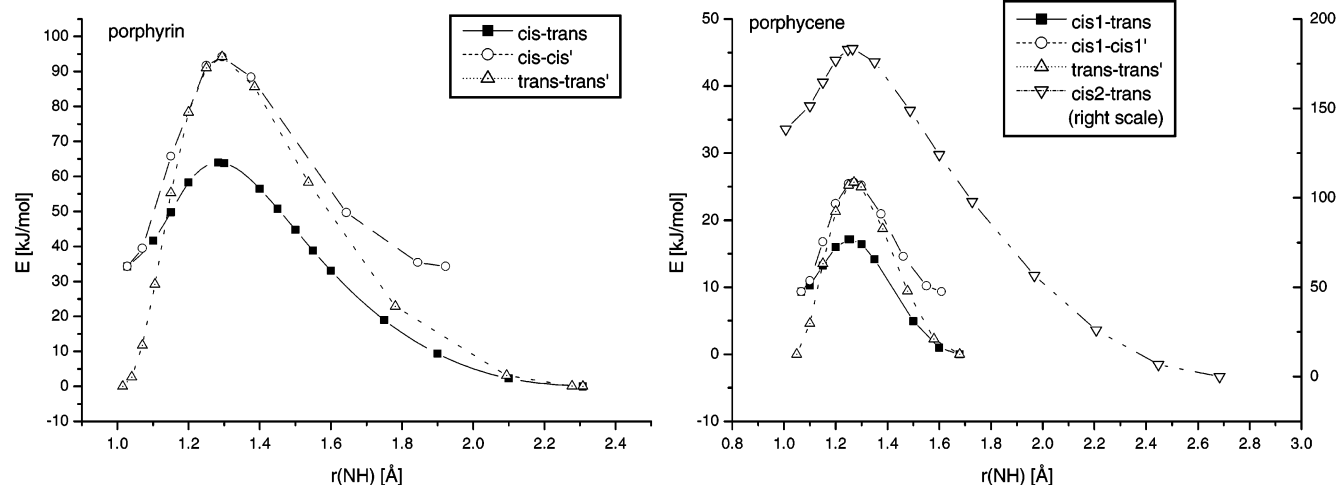 porphyrin
cis-trans
cis-cis'
trans-trans'
E [kJ/mol]
100
90
80
70
60
50
40
30
20
10
0
-10
1.0 1.2 1.4 1.6 1.8 2.0 2.2 2.4
r(NH) [Å]
porphycene
cis1-trans
cis1-cis1'
trans-trans'
cis2-trans
(right scale)
E [kJ/mol]
50
40
30
20
10
0
-10
200
150
100
50
0
0.8 1.0 1.2 1.4 1.6 1.8 2.0 2.2 2.4 2.6 2.8 3.0
r(NH) [Å]